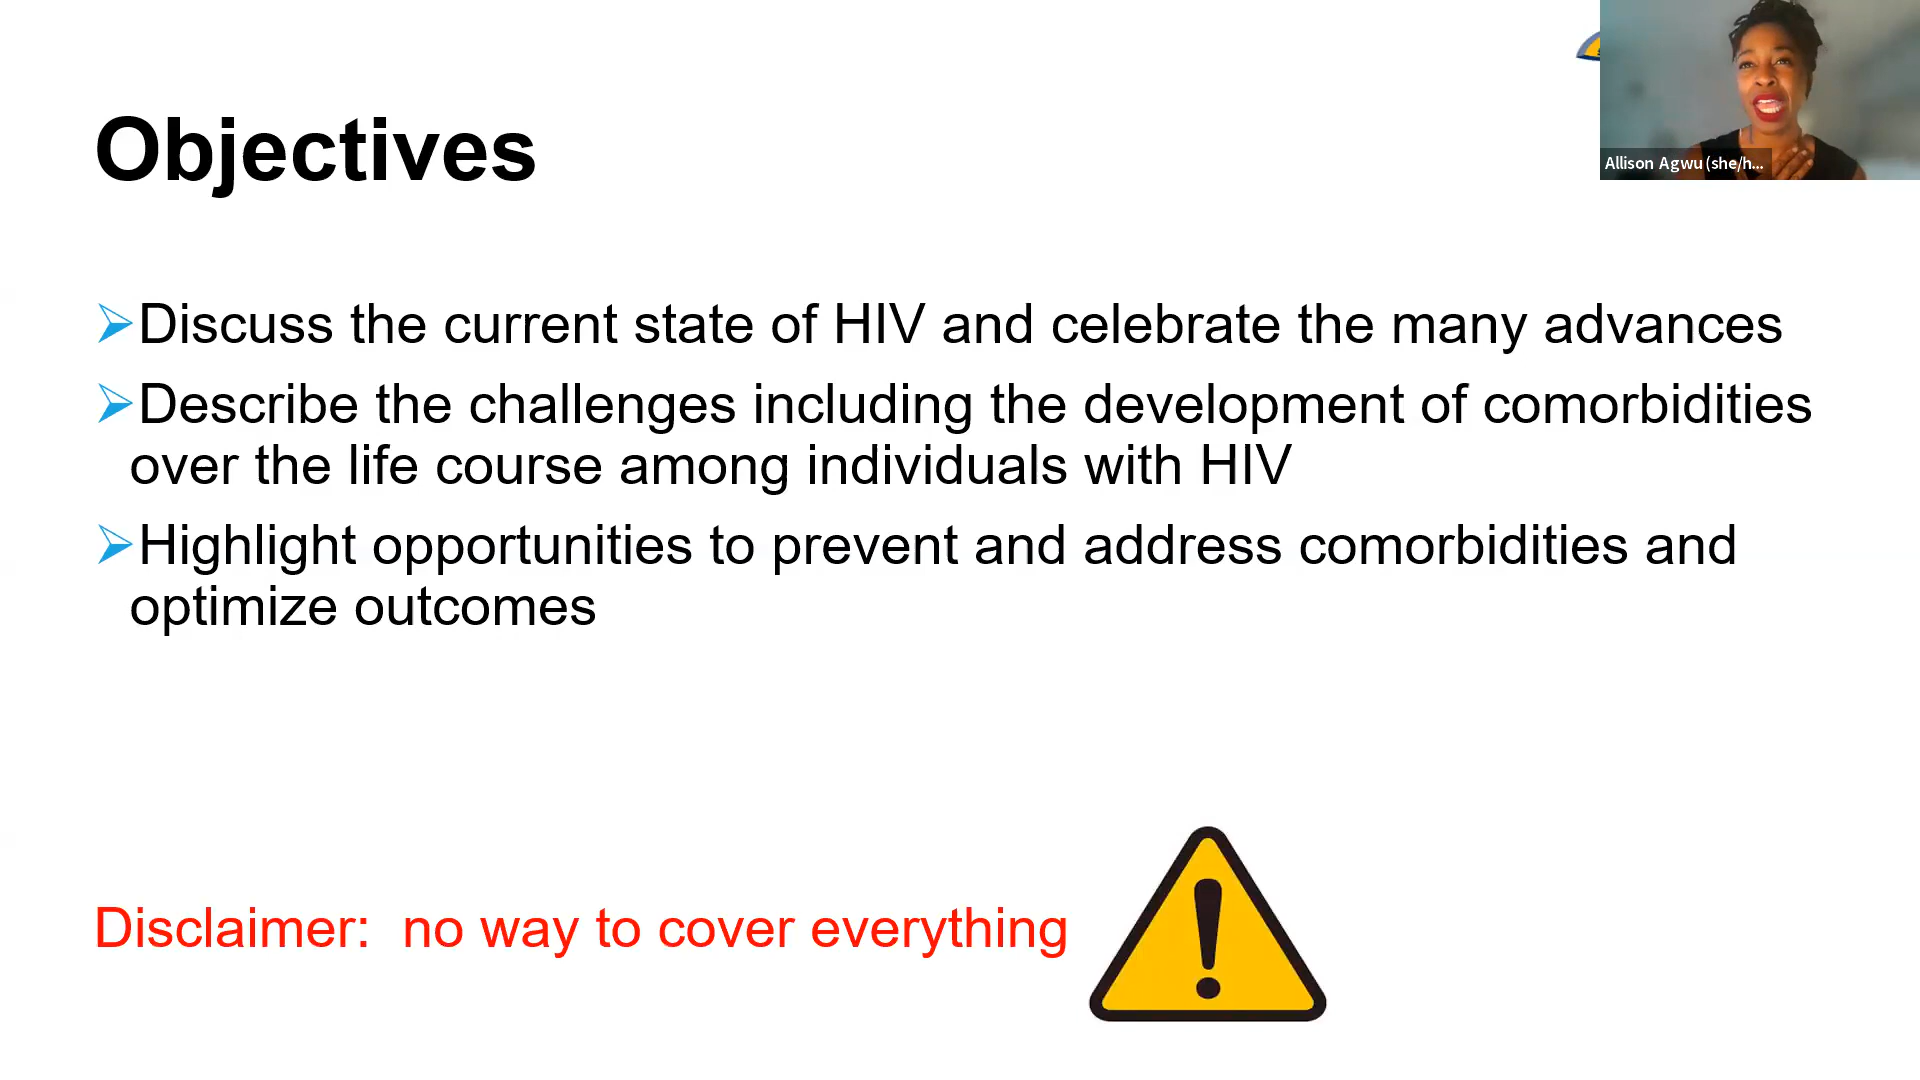 Objectives
Allison Agwu (she/h...
Discuss the current state of HIV and celebrate the many advances
Describe the challenges including the development of comorbidities
over the life course among individuals with HIV
Highlight opportunities to prevent and address comorbidities and
optimize outcomes
Disclaimer:  no way to cover everything